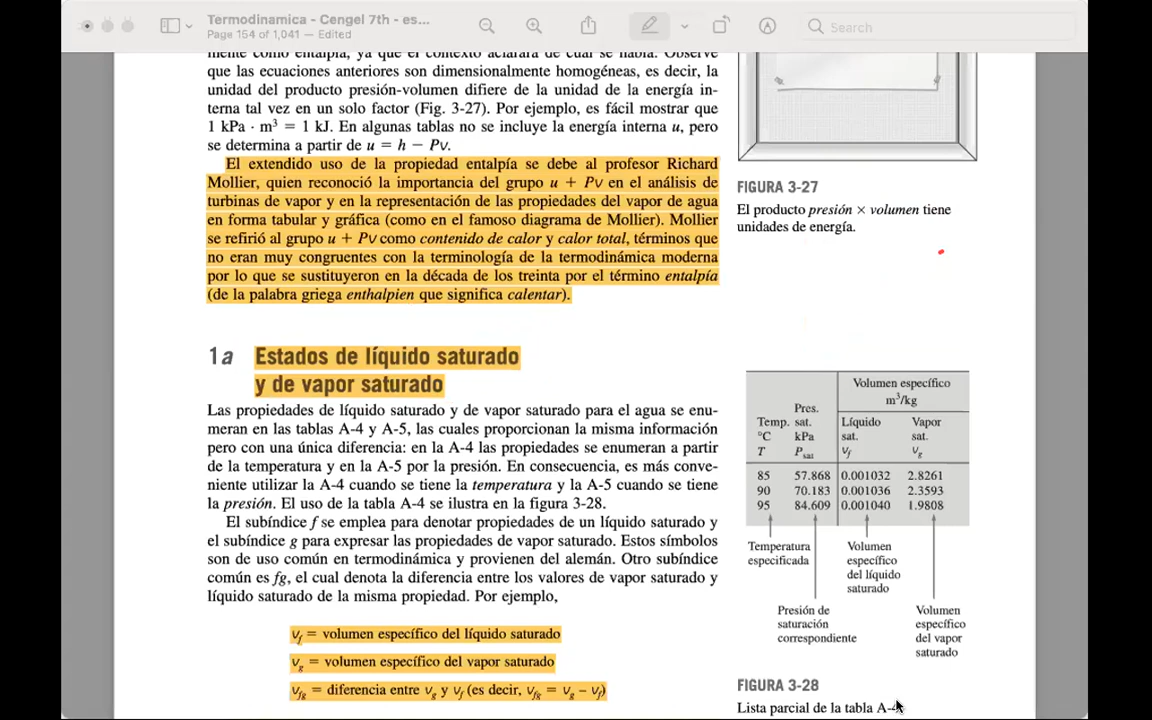 Termodinamica - Cengel 7th - es...
Page 154 of 1,041 — Edited
Search
mente como entalpía, ya que el contexto aclarará de cuál se habla. Observe
que las ecuaciones anteriores son dimensionalmente homogéneas, es decir, la
unidad del producto presión-volumen difiere de la unidad de la energía in-
terna tal vez en un solo factor (Fig. 3-27). Por ejemplo, es fácil mostrar que
1 kPa · m³ = 1 kJ. En algunas tablas no se incluye la energía interna u, pero
se determina a partir de u = h − Pv.
El extendido uso de la propiedad entalpía se debe al profesor Richard
Mollier, quien reconoció la importancia del grupo u + Pv en el análisis de
turbinas de vapor y en la representación de las propiedades del vapor de agua
en forma tabular y gráfica (como en el famoso diagrama de Mollier). Mollier
se refirió al grupo u + Pv como contenido de calor y calor total, términos que
no eran muy congruentes con la terminología de la termodinámica moderna
por lo que se sustituyeron en la década de los treinta por el término entalpía
(de la palabra griega enthalpien que significa calentar).
1a Estados de líquido saturado
y de vapor saturado
Las propiedades de líquido saturado y de vapor saturado para el agua se enu-
meran en las tablas A-4 y A-5, las cuales proporcionan la misma información
pero con una única diferencia: en la A-4 las propiedades se enumeran a partir
de la temperatura y en la A-5 por la presión. En consecuencia, es más conve-
niente utilizar la A-4 cuando se tiene la temperatura y la A-5 cuando se tiene
la presión. El uso de la tabla A-4 se ilustra en la figura 3-28.
El subíndice f se emplea para denotar propiedades de un líquido saturado y
el subíndice g para expresar las propiedades de vapor saturado. Estos símbolos
son de uso común en termodinámica y provienen del alemán. Otro subíndice
común es fg, el cual denota la diferencia entre los valores de vapor saturado y
líquido saturado de la misma propiedad. Por ejemplo,
vf = volumen específico del líquido saturado
vg = volumen específico del vapor saturado
vfg = diferencia entre vg y vf (es decir, vfg = vg − vf)
FIGURA 3-27
El producto presión × volumen tiene
unidades de energía.
Volumen específico
m³/kg
Pres.
Temp. sat. Líquido Vapor
°C kPa sat. sat.
T Psat vf vg
85 57.868 0.001032 2.8261
90 70.183 0.001036 2.3593
95 84.609 0.001040 1.9808
Temperatura
especificada
Volumen
específico
del líquido
saturado
Presión de
saturación
correspondiente
Volumen
específico
del vapor
saturado
FIGURA 3-28
Lista parcial de la tabla A-4.